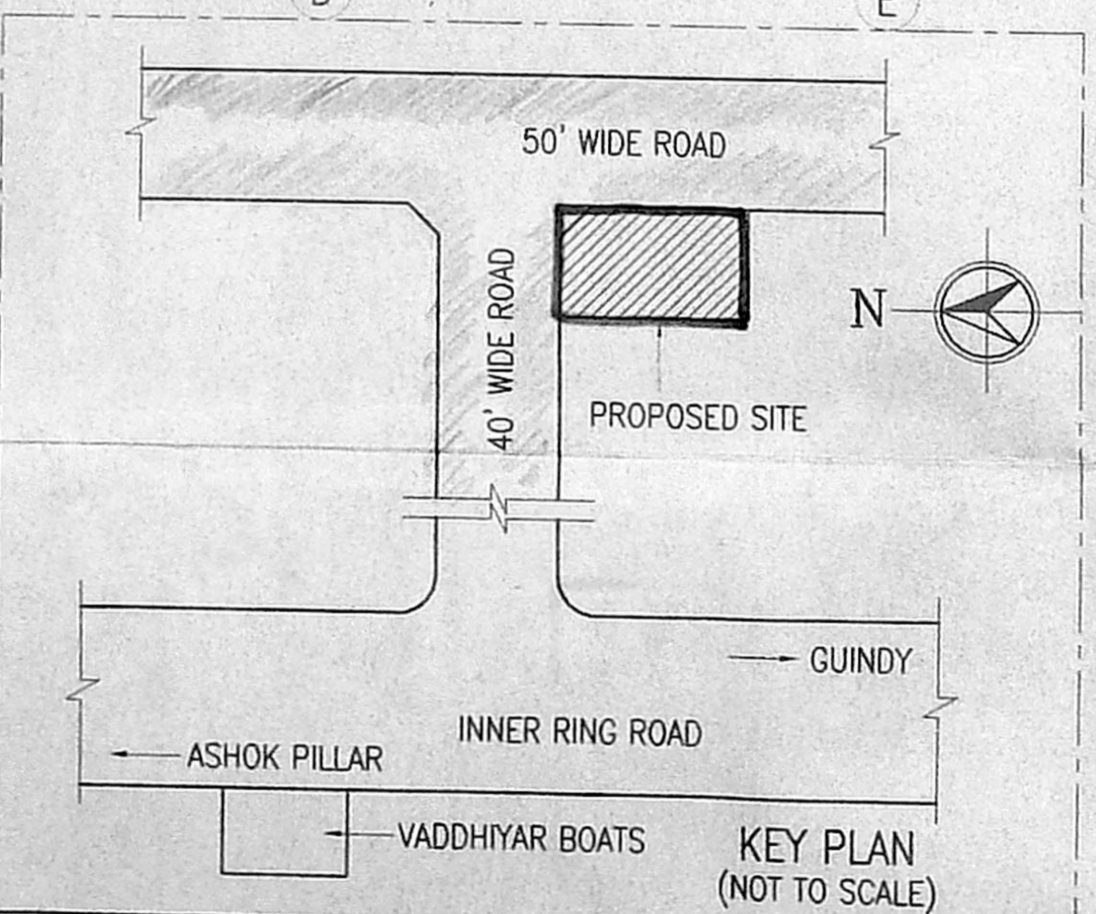 50' WIDE ROAD
40' WIDE ROAD
N
PROPOSED SITE
GUINDY
INNER RING ROAD
ASHOK PILLAR
VADDHIYAR BOATS
KEY PLAN
(NOT TO SCALE)